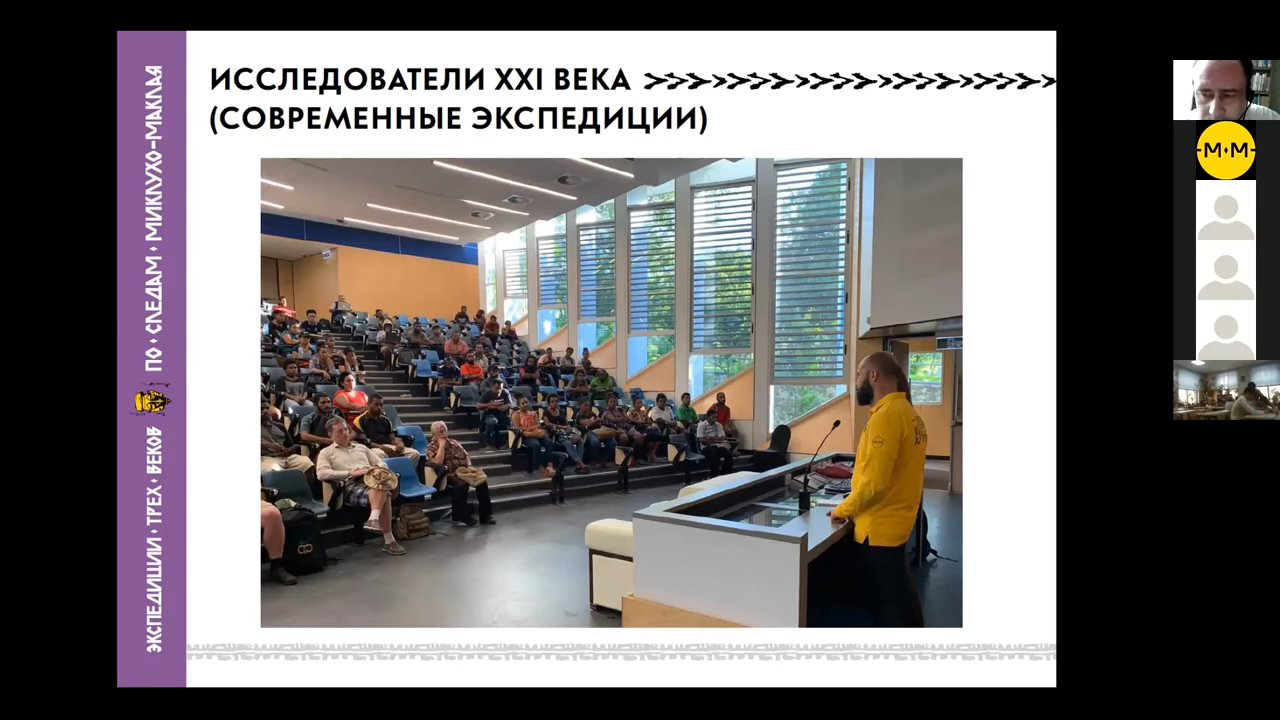 ИССЛЕДОВАТЕЛИ XXI ВЕКА
(СОВРЕМЕННЫЕ ЭКСПЕДИЦИИ)
ЭКСПЕДИЦИИ • ТРЕХ • ВЕКОВ
ПО • СЛЕДАМ • МИКЛУХО-МАКЛАЯ
-М•М-